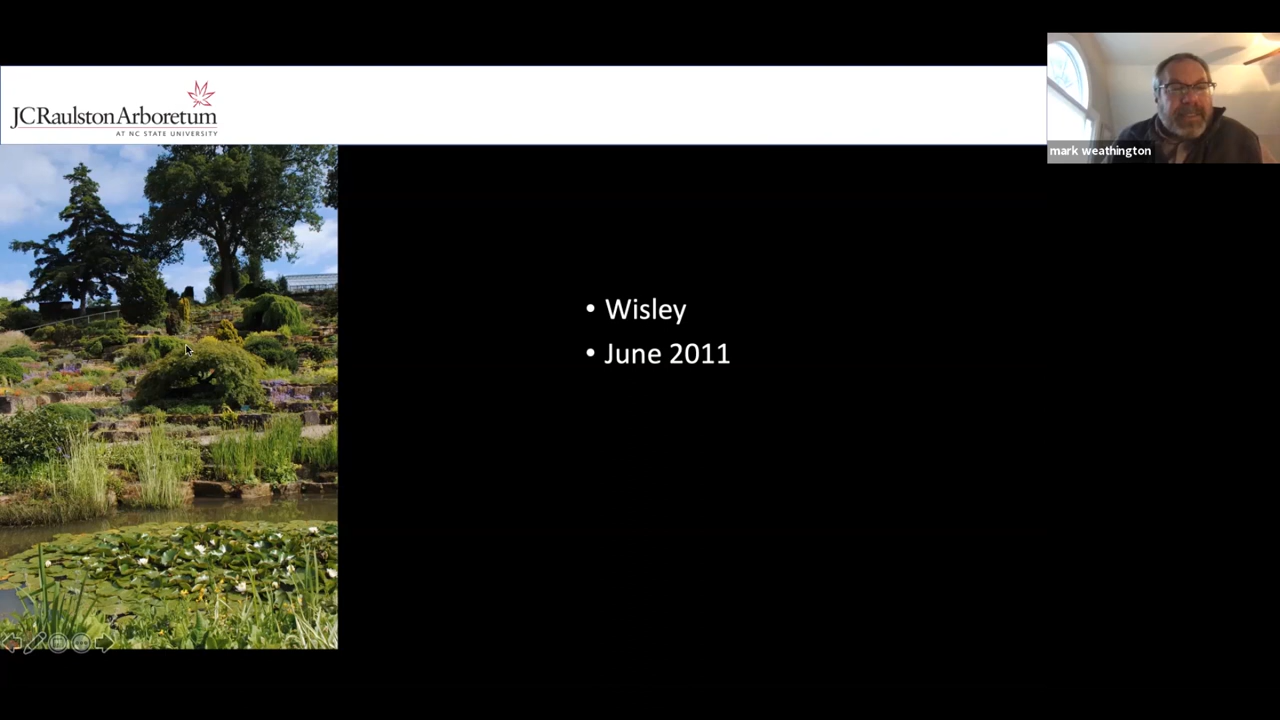 JCRaulston Arboretum
AT NC STATE UNIVERSITY
mark weathington
• Wisley
• June 2011